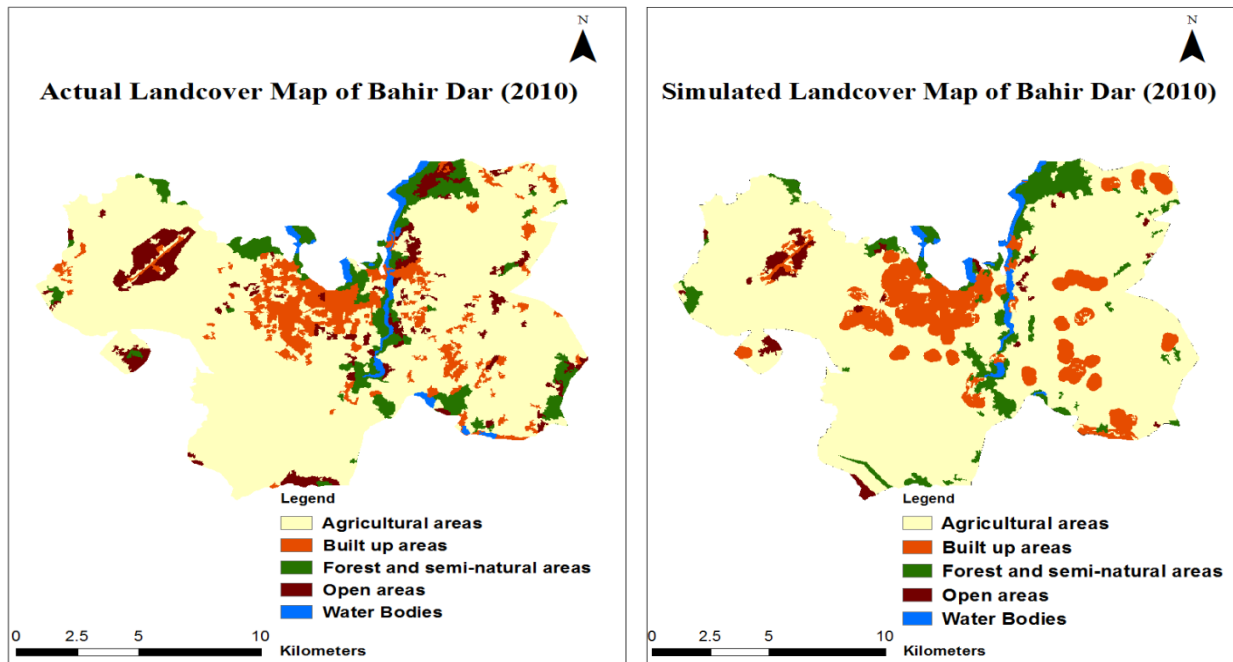 N
Actual Landcover Map of Bahir Dar (2010)
Legend
Agricultural areas
Built up areas
Forest and semi-natural areas
Open areas
Water Bodies
0 2.5 5 10
Kilometers
N
Simulated Landcover Map of Bahir Dar (2010)
Legend
Agricultural areas
Built up areas
Forest and semi-natural areas
Open areas
Water Bodies
0 2.5 5 10
Kilometers